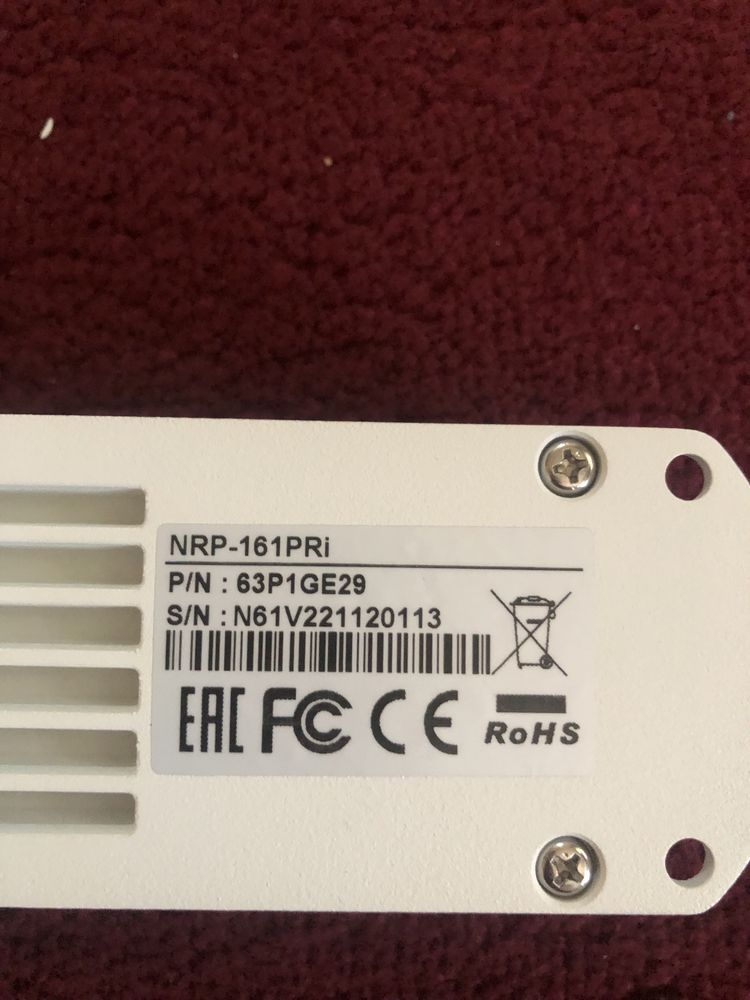 NRP-161PRi
P/N : 63P1GE29
S/N : N61V221120113
EAC FC CE RoHS